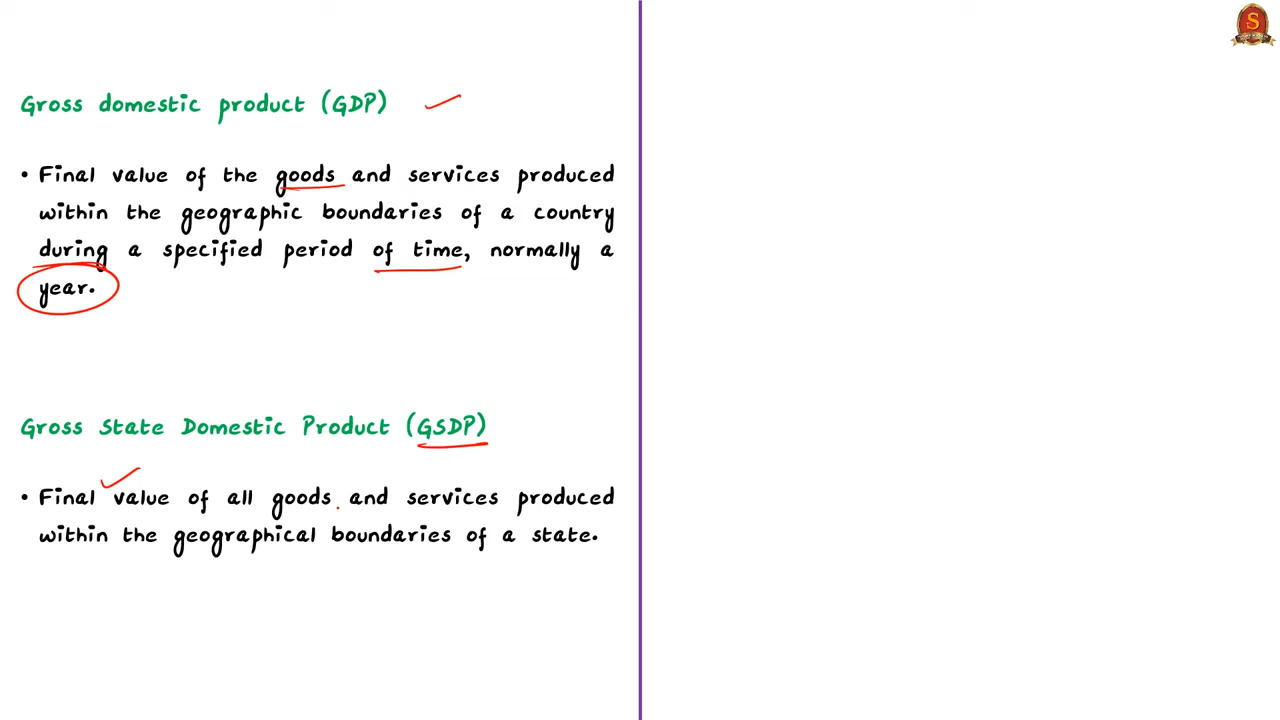 S
Gross domestic product (GDP)
• Final value of the goods and services produced
within the geographic boundaries of a country
during a specified period of time, normally a
year.
Gross State Domestic Product (GSDP)
• Final value of all goods and services produced
within the geographical boundaries of a state.